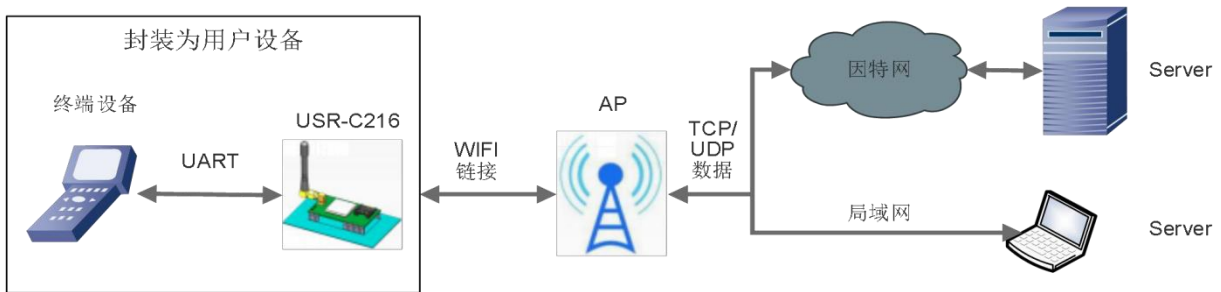 封装为用户设备
终端设备
USR-C216
UART
WIFI
链接
AP
TCP/
UDP
数据
因特网
Server
局域网
Server